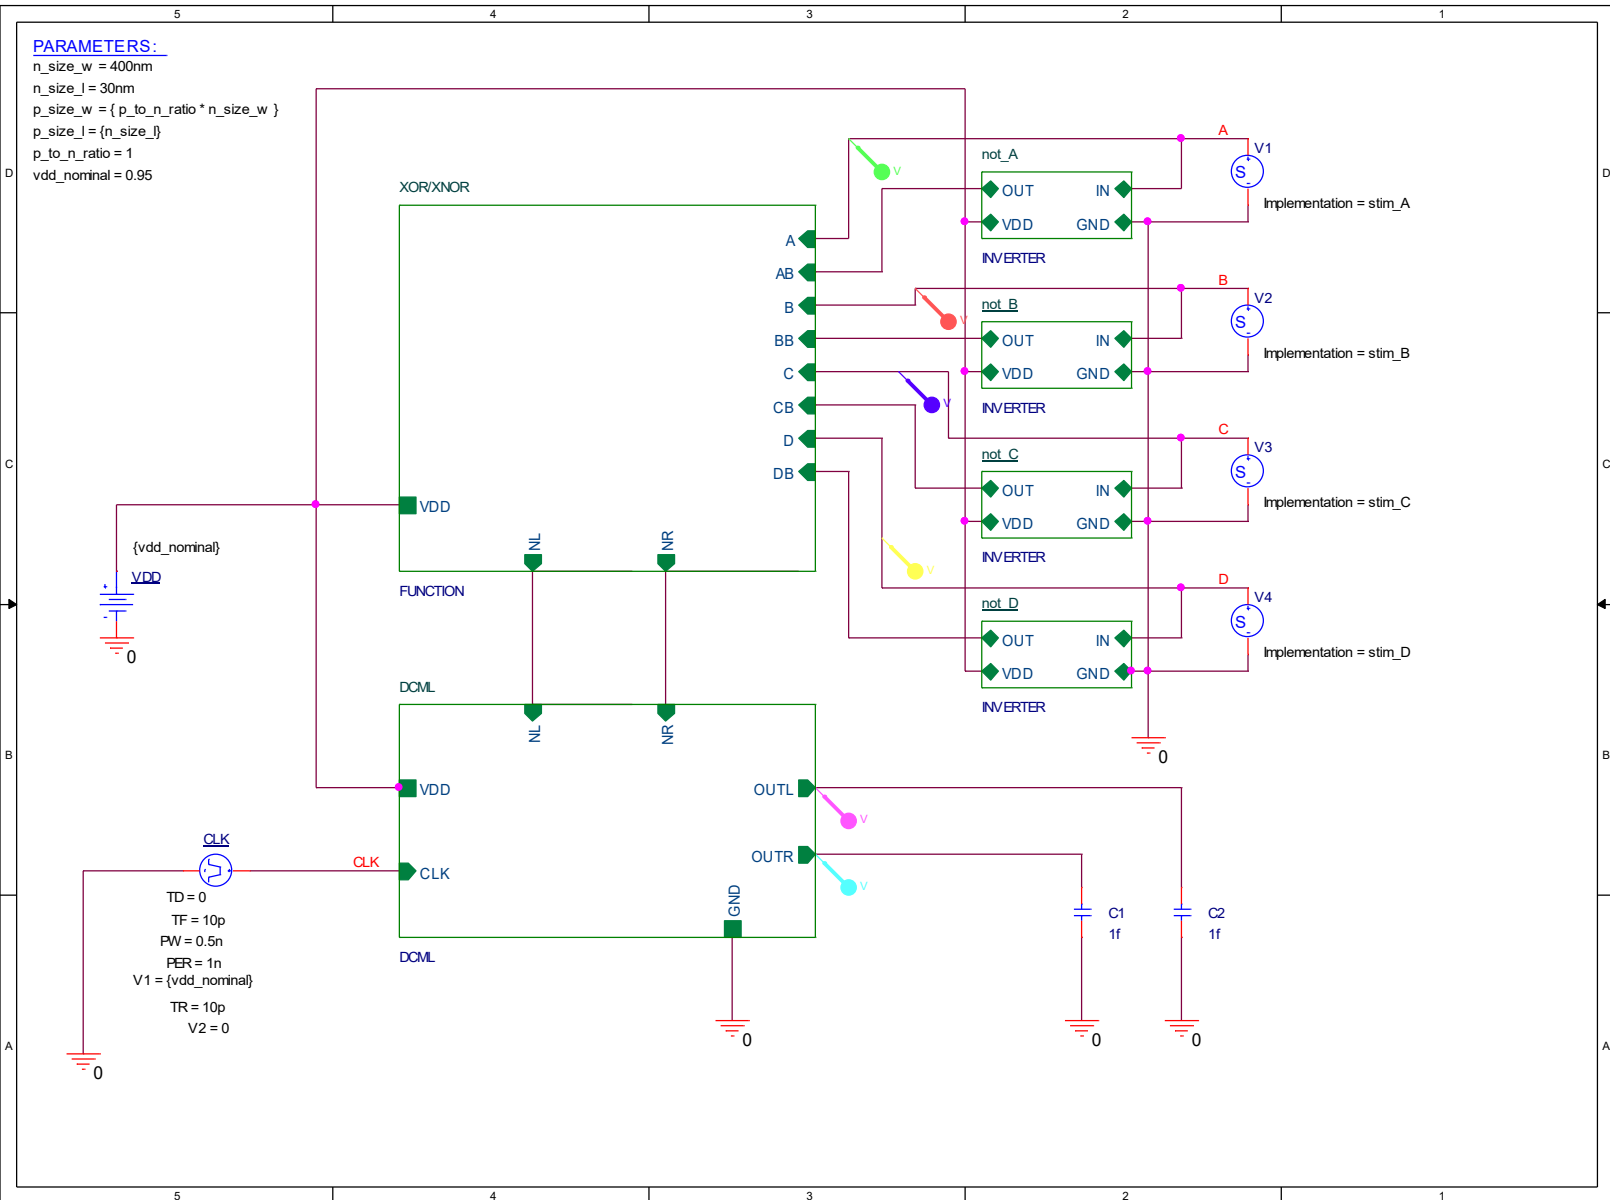 5 4 3 2 1
PARAMETERS:
n_size_w = 400nm
n_size_l = 30nm
p_size_w = { p_to_n_ratio * n_size_w }
p_size_l = {n_size_l}
p_to_n_ratio = 1
vdd_nominal = 0.95
D
D
XOR/XNOR
A
AB
B
BB
C
CB
D
DB
VDD
NL
NR
FUNCTION
V
V
V
V
not_A
OUT IN
VDD GND
INVERTER
A
V1
S
Implementation = stim_A
not_B
OUT IN
VDD GND
INVERTER
B
V2
S
Implementation = stim_B
C
C
not_C
OUT IN
VDD GND
INVERTER
C
V3
S
Implementation = stim_C
not_D
OUT IN
VDD GND
INVERTER
D
V4
S
Implementation = stim_D
0
{vdd_nominal}
VDD
0
B
B
DCML
NL
NR
VDD
CLK
OUTL
OUTR
GND
DCML
V
V
0
CLK
CLK
TD = 0
TF = 10p
PW = 0.5n
PER = 1n
V1 = {vdd_nominal}
TR = 10p
V2 = 0
0
C1
1f
0
C2
1f
0
A
A
5 4 3 2 1